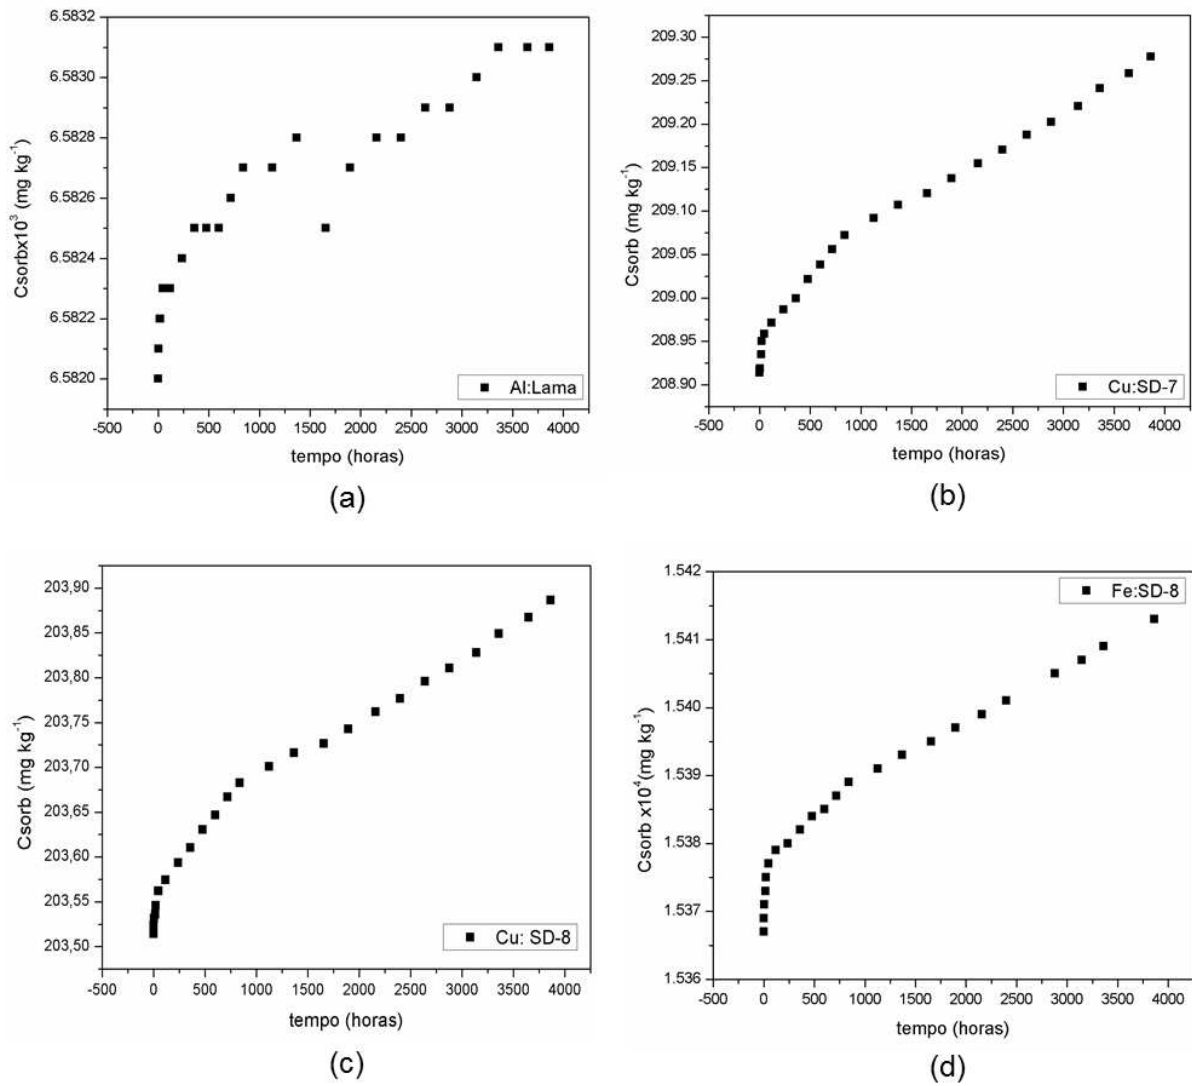 6.5832
6.5830
6.5828
6.5826
6.5824
6.5822
6.5820
Csorbx10³ (mg kg⁻¹)
Al:Lama
-500 0 500 1000 1500 2000 2500 3000 3500 4000
tempo (horas)
(a)
209.30
209.25
209.20
209.15
209.10
209.05
209.00
208.95
208.90
Csorb (mg kg⁻¹)
Cu:SD-7
-500 0 500 1000 1500 2000 2500 3000 3500 4000
tempo (horas)
(b)
203,90
203,85
203,80
203,75
203,70
203,65
203,60
203,55
203,50
Csorb (mg kg⁻¹)
Cu: SD-8
-500 0 500 1000 1500 2000 2500 3000 3500 4000
tempo (horas)
(c)
1.542
1.541
1.540
1.539
1.538
1.537
1.536
Csorb x10⁴(mg kg⁻¹)
Fe:SD-8
-500 0 500 1000 1500 2000 2500 3000 3500 4000
tempo (horas)
(d)